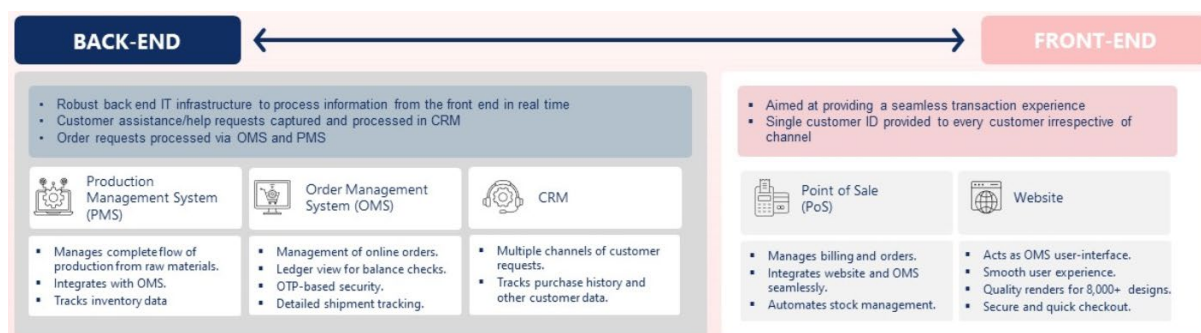 BACK-END
FRONT-END
• Robust back end IT infrastructure to process information from the front end in real time
• Customer assistance/help requests captured and processed in CRM
• Order requests processed via OMS and PMS
• Aimed at providing a seamless transaction experience
• Single customer ID provided to every customer irrespective of
channel
Production
Management System
(PMS)
Order Management
System (OMS)
CRM
Point of Sale
(PoS)
Website
▪ Manages complete flow of
production from raw materials.
▪ Integrates with OMS.
▪ Tracks inventory data
▪ Management of online orders.
▪ Ledger view for balance checks.
▪ OTP-based security.
▪ Detailed shipment tracking.
▪ Multiple channels of customer
requests.
▪ Tracks purchase history and
other customer data.
▪ Manages billing and orders.
▪ Integrates website and OMS
seamlessly.
▪ Automates stock management.
▪ Acts as OMS user-interface.
▪ Smooth user experience.
▪ Quality renders for 8,000+ designs.
▪ Secure and quick checkout.